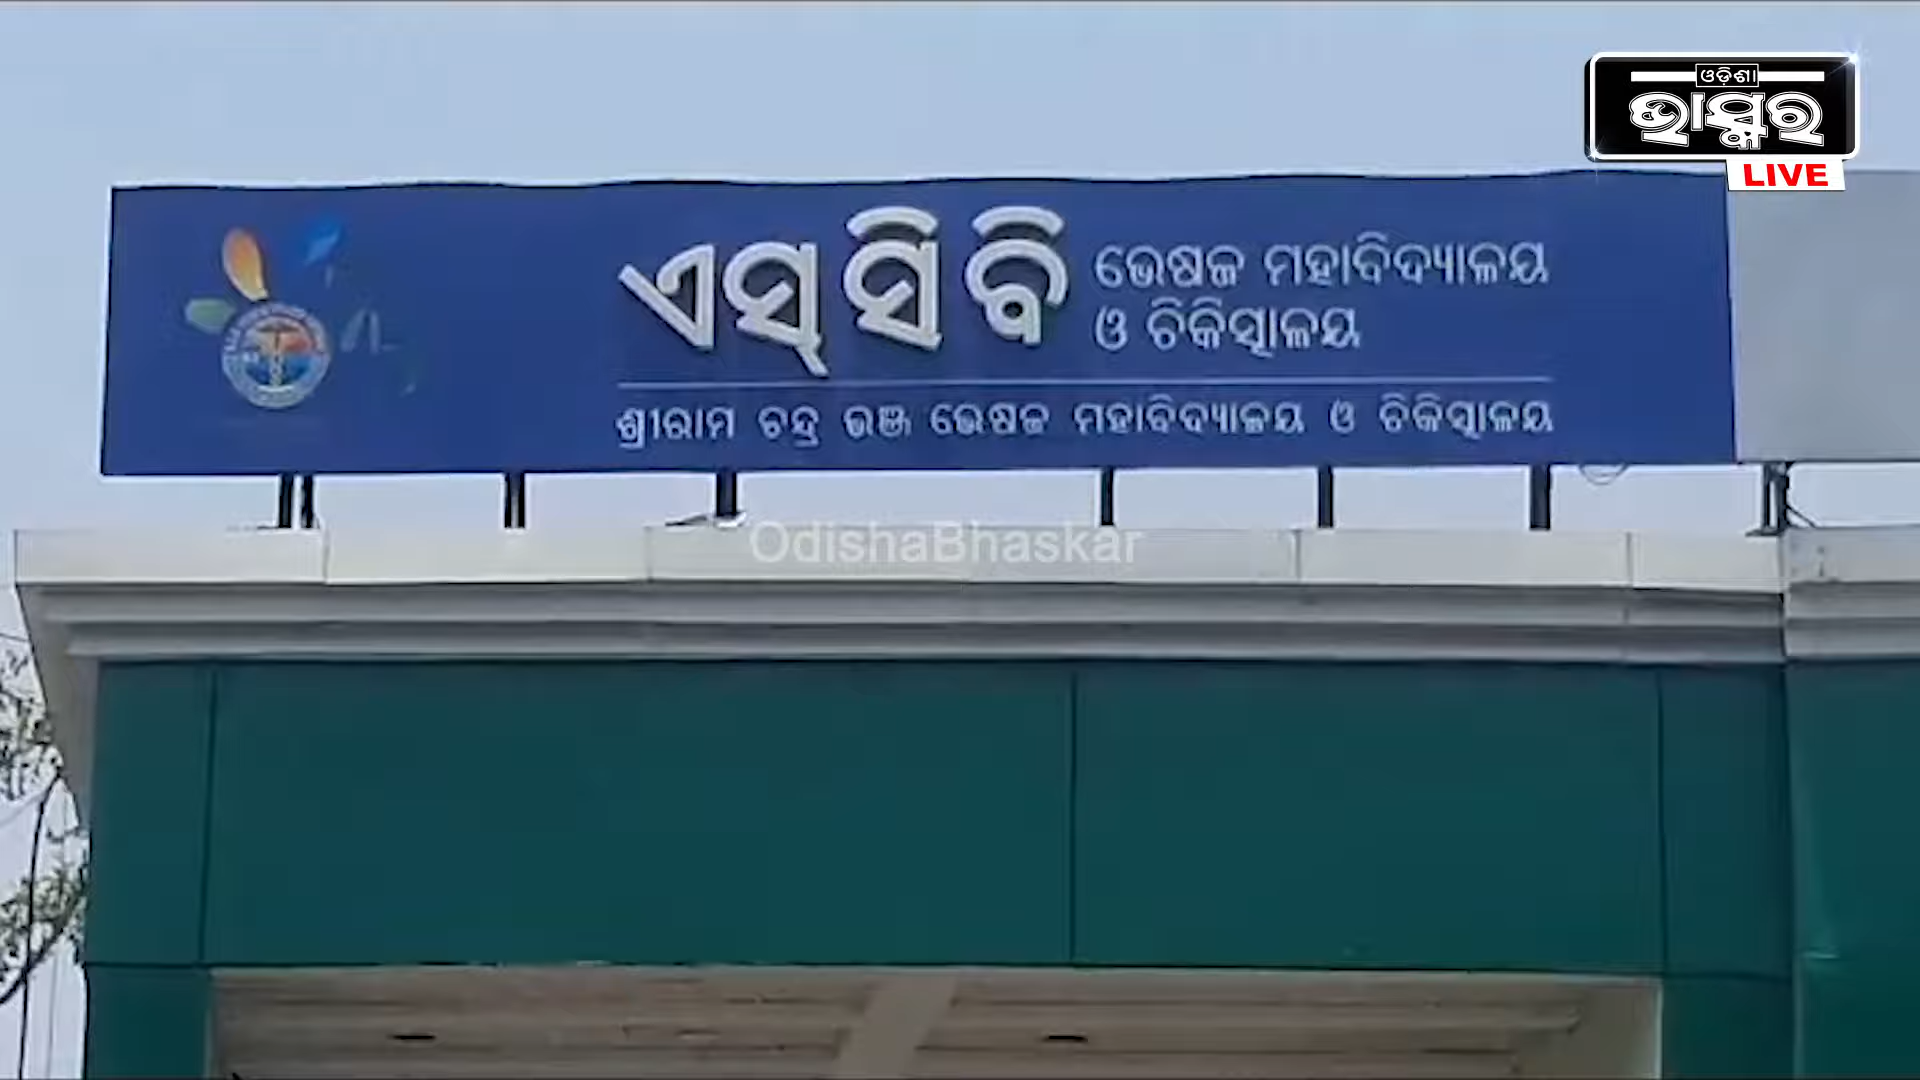 ଓଡ଼ିଶା
ଭାସ୍କର
LIVE
ଏସ୍ ସି ବି
ଭେଷଜ ମହାବିଦ୍ୟାଳୟ
ଓ ଚିକିତ୍ସାଳୟ
ଶ୍ରୀରାମ ଚନ୍ଦ୍ର ଭଞ୍ଜ ଭେଷଜ ମହାବିଦ୍ୟାଳୟ ଓ ଚିକିତ୍ସାଳୟ
OdishaBhaskar